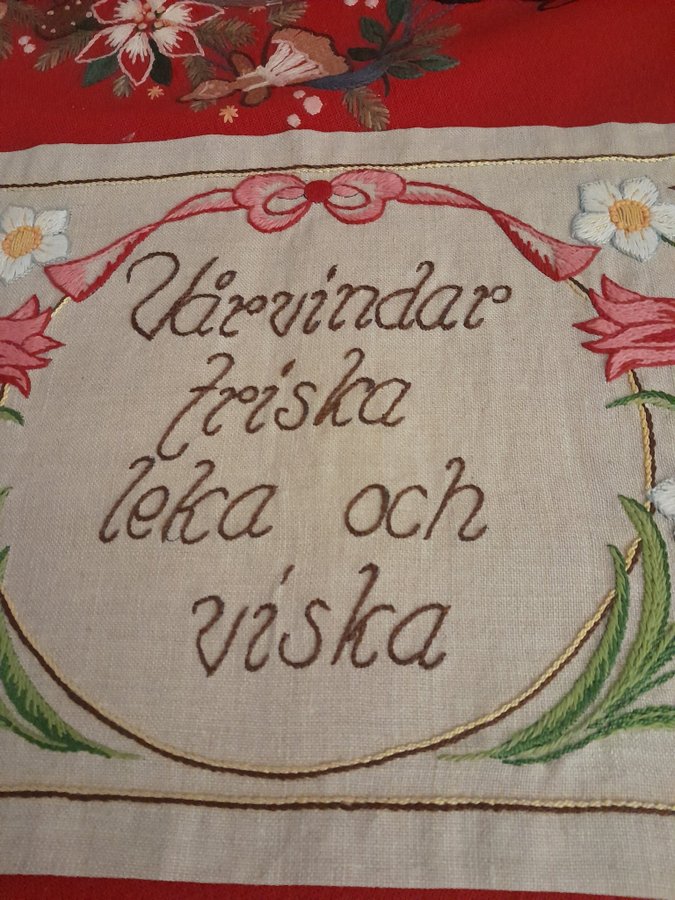 Vårvindar
friska
leka och
viska